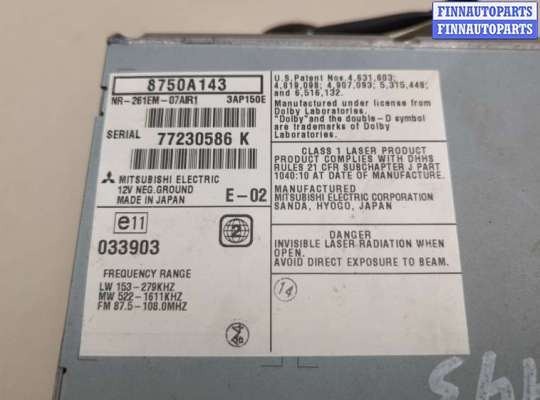 FINNAUTOPARTS
FINNAUTOPARTS
FINNAUTOPARTS
8750A143
NR-261EM-07AIR1 3AP150E
SERIAL 77230586 K
MITSUBISHI ELECTRIC
12V NEG.GROUND
MADE IN JAPAN E-02
e11
033903
2
FREQUENCY RANGE
LW 153-279KHZ
MW 522-1611KHZ
FM 87.5-108.0MHZ
U.S.Patent Nos.4,631,603;
4,819,098; 4,907,093; 5,315,448;
and 6,516,132.
Manufactured under license from
Dolby Laboratories.
"Dolby" and the double-D symbol
are trademarks of Dolby
Laboratories.
CLASS 1 LASER PRODUCT
PRODUCT COMPLIES WITH DHHS
RULES 21 CFR SUBCHAPTER J PART
1040:10 AT DATE OF MANUFACTURE.
MANUFACTURED
MITSUBISHI ELECTRIC CORPORATION
SANDA, HYOGO, JAPAN
DANGER
INVISIBLE LASER RADIATION WHEN
OPEN.
AVOID DIRECT EXPOSURE TO BEAM.
14